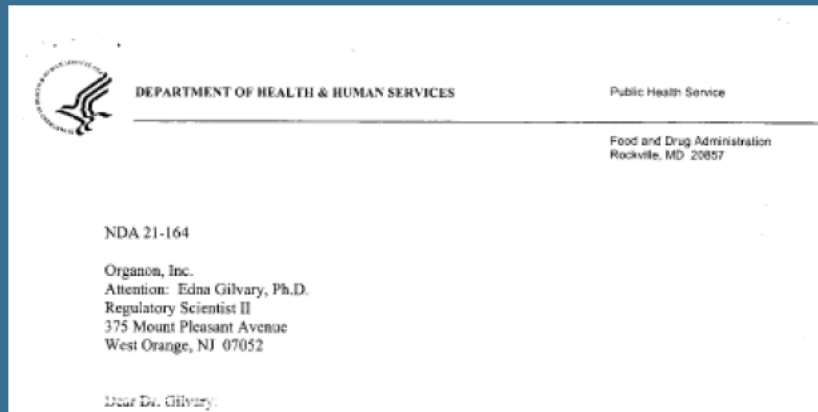 DEPARTMENT OF HEALTH & HUMAN SERVICES
Public Health Service
Food and Drug Administration
Rockville, MD 20857
NDA 21-164
Organon, Inc.
Attention: Edna Gilvary, Ph.D.
Regulatory Scientist II
375 Mount Pleasant Avenue
West Orange, NJ 07052
Dear Dr. Gilvary: